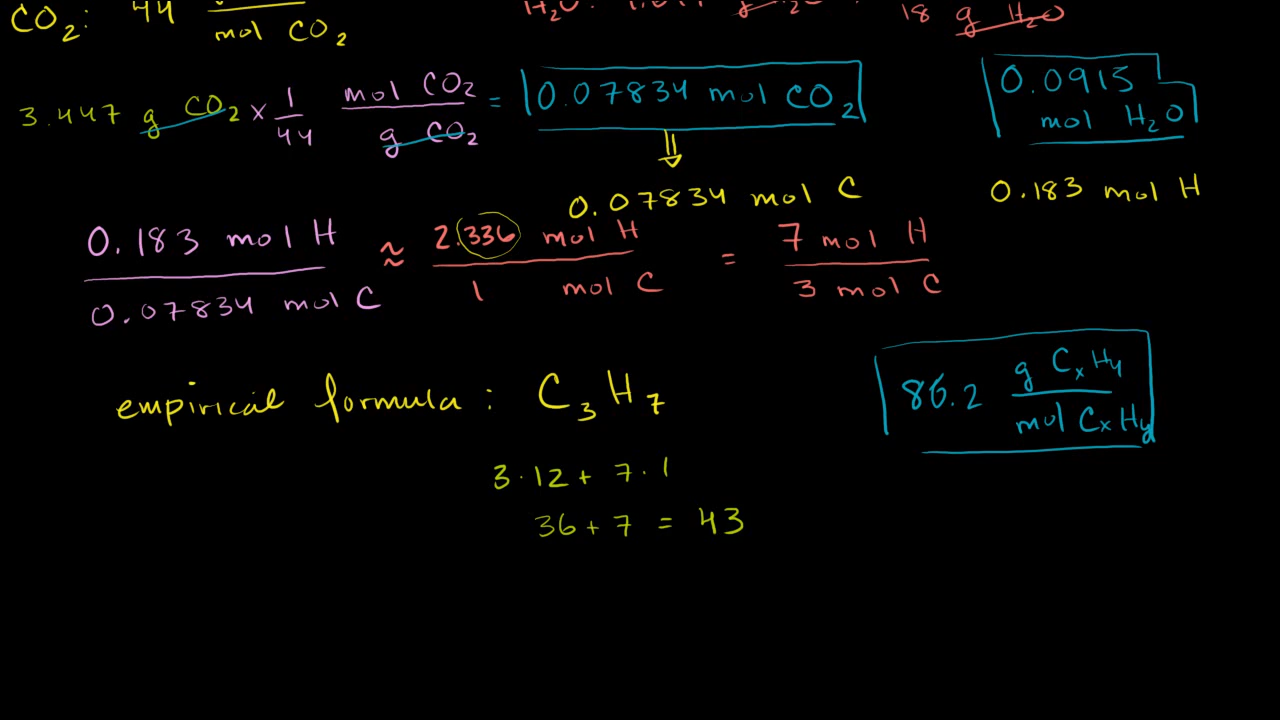 CO₂: 44 mol CO₂
18 g H₂O
3.447 g CO₂ × 1/44 mol CO₂/g CO₂ = 0.07834 mol CO₂
0.0915 mol H₂O
⇓
0.07834 mol C
0.183 mol H
0.183 mol H / 0.07834 mol C ≈ 2.336 mol H / 1 mol C = 7 mol H / 3 mol C
86.2 g CₓHy / mol CₓHy
empirical formula: C₃H₇
3·12 + 7·1
36 + 7 = 43